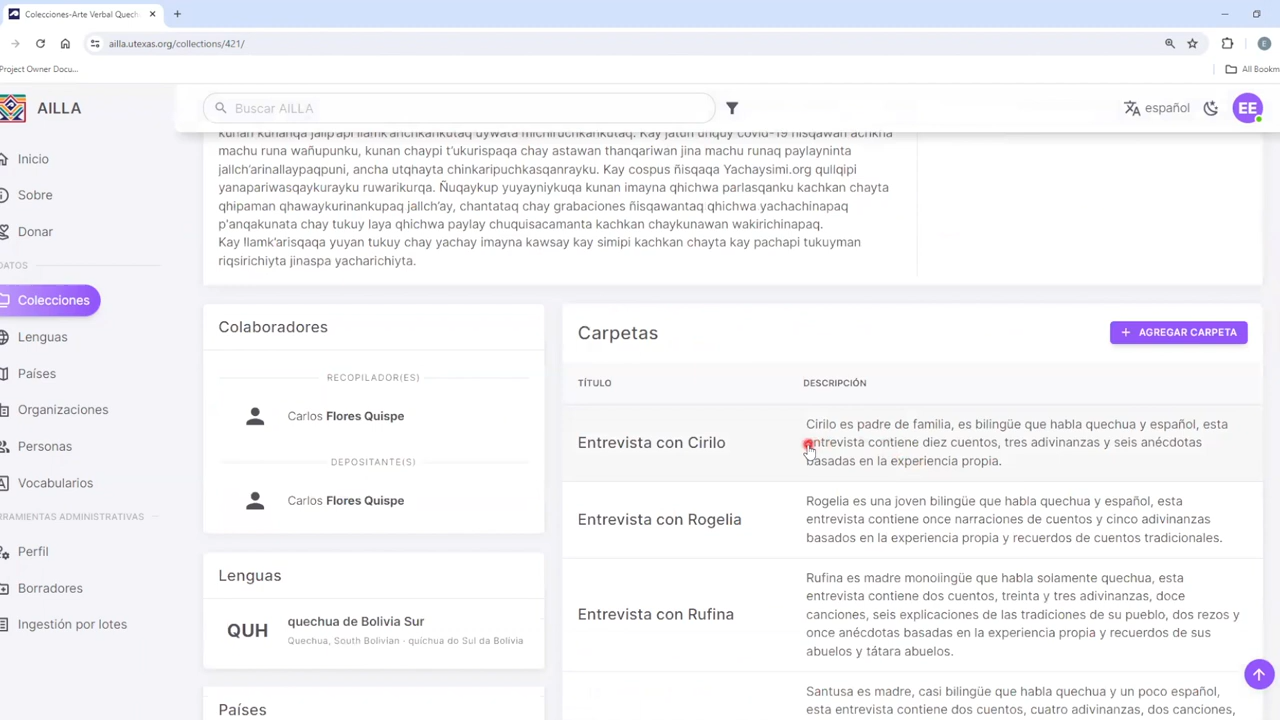 Colecciones-Arte Verbal Quech
ailla.utexas.org/collections/421/
Project Owner Docu...
All Bookm
AILLA
Buscar AILLA
español
EE
Inicio
Sobre
Donar
DATOS
Colecciones
Lenguas
Países
Organizaciones
Personas
Vocabularios
RRAMIENTAS ADMINISTRATIVAS
Perfil
Borradores
Ingestión por lotes
kunan kunanqa jalip'api llamk'anchkankutaq uywata michiruchkankutaq. Kay jatun unquy covid-19 nisqawan achkha
machu runa wañupunku, kunan chaypi t'ukurispaqa chay astawan thanqariwan jina machu runaq paylayninta
jallch'arinallaypaqpuni, ancha utqhayta chinkaripuchkasqanrayku. Kay cospus ñisqaqa Yachaysimi.org qullqipi
yanapariwasqaykurayku ruwarikurqa. Ñuqaykup yuyayniykuqa kunan imayna qhichwa parlasqanku kachkan chayta
qhipaman qhawaykurinankupaq jallch'ay, chantataq chay grabaciones ñisqawantaq qhichwa yachachinapaq
p'anqakunata chay tukuy laya qhichwa paylay chuquisacamanta kachkan chaykunawan wakirichinapaq.
Kay llamk'arisqaqa yuyan tukuy chay yachay imayna kawsay kay simipi kachkan chayta kay pachapi tukuyman
riqsirichiyta jinaspa yacharichiyta.
Colaboradores
RECOPILADOR(ES)
Carlos Flores Quispe
DEPOSITANTE(S)
Carlos Flores Quispe
Lenguas
QUH
quechua de Bolivia Sur
Quechua, South Bolivian · quíchua do Sul da Bolívia
Países
Carpetas
+ AGREGAR CARPETA
TÍTULO
DESCRIPCIÓN
Entrevista con Cirilo
Cirilo es padre de familia, es bilingüe que habla quechua y español, esta
entrevista contiene diez cuentos, tres adivinanzas y seis anécdotas
basadas en la experiencia propia.
Entrevista con Rogelia
Rogelia es una joven bilingüe que habla quechua y español, esta
entrevista contiene once narraciones de cuentos y cinco adivinanzas
basados en la experiencia propia y recuerdos de cuentos tradicionales.
Entrevista con Rufina
Rufina es madre monoiingüe que habla solamente quechua, esta
entrevista contiene dos cuentos, treinta y tres adivinanzas, doce
canciones, seis explicaciones de las tradiciones de su pueblo, dos rezos y
once anécdotas basadas en la experiencia propia y recuerdos de sus
abuelos y tátara abuelos.
Santusa es madre, casi bilingüe que habla quechua y un poco español,
esta entrevista contiene dos cuentos, cuatro adivinanzas, dos canciones,